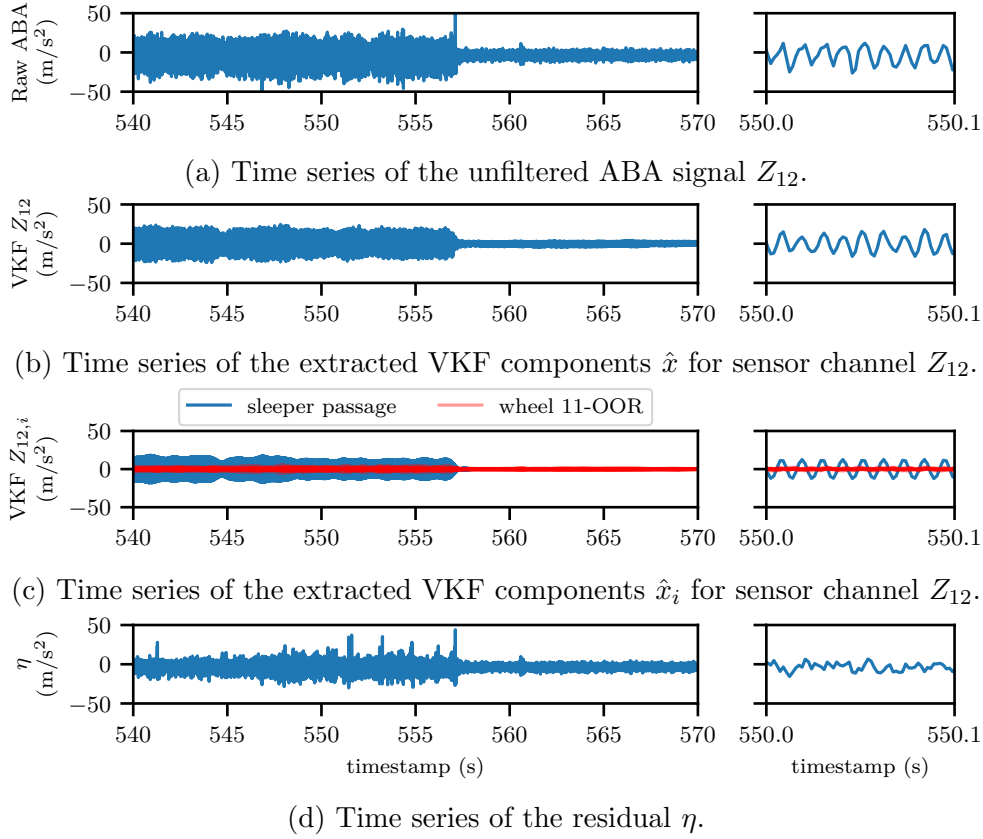 Raw ABA
(m/s²)
50
0
−50
540 545 550 555 560 565 570
550.0 550.1
(a) Time series of the unfiltered ABA signal Z₁₂.
VKF Z₁₂
(m/s²)
50
0
−50
540 545 550 555 560 565 570
550.0 550.1
(b) Time series of the extracted VKF components x̂ for sensor channel Z₁₂.
sleeper passage wheel 11-OOR
VKF Z₁₂,ᵢ
(m/s²)
50
0
−50
540 545 550 555 560 565 570
550.0 550.1
(c) Time series of the extracted VKF components x̂ᵢ for sensor channel Z₁₂.
η
(m/s²)
50
0
−50
540 545 550 555 560 565 570
550.0 550.1
timestamp (s) timestamp (s)
(d) Time series of the residual η.